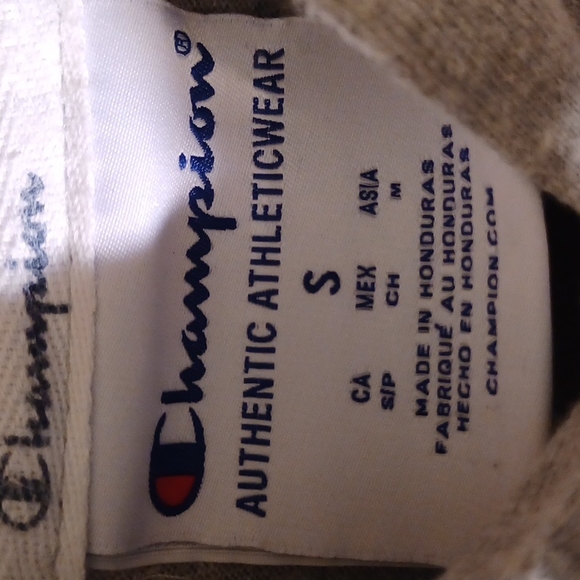 Champion
Champion®
AUTHENTIC ATHLETICWEAR
S
CA MEX ASIA
S/P CH M
MADE IN HONDURAS
FABRIQUÉ AU HONDURAS
HECHO EN HONDURAS
CHAMPION.COM